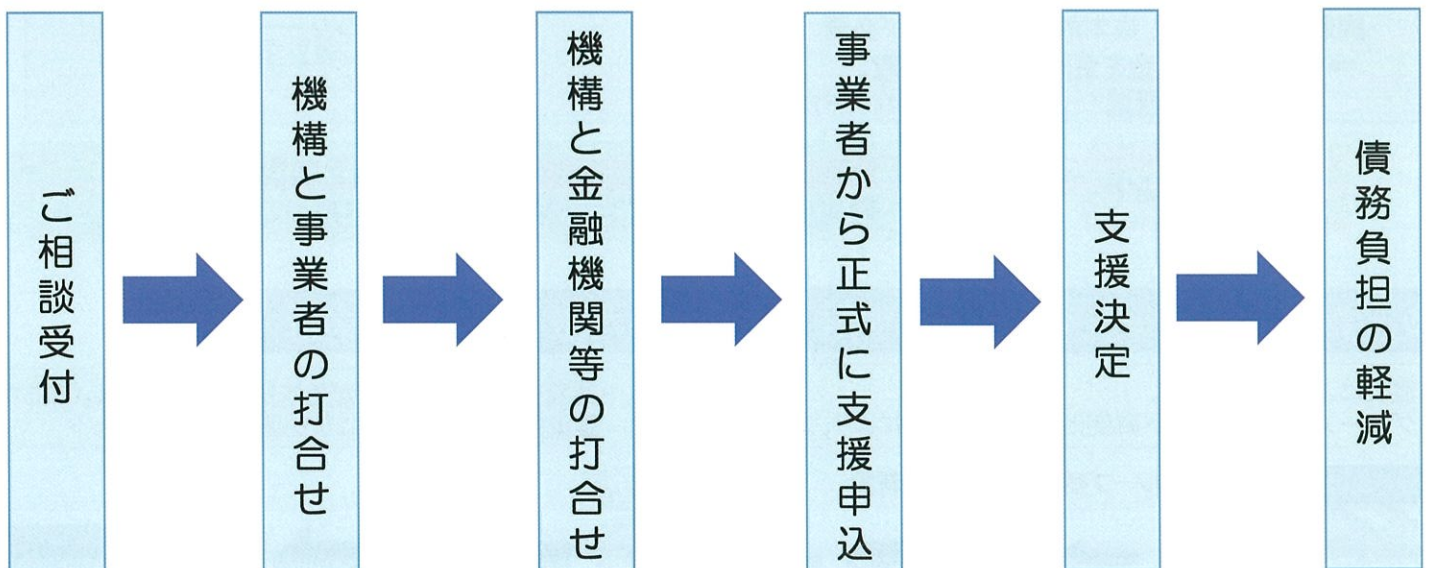 ご相談受付
機構と事業者の打合せ
機構と金融機関等の打合せ
事業者から正式に支援申込
支援決定
債務負担の軽減